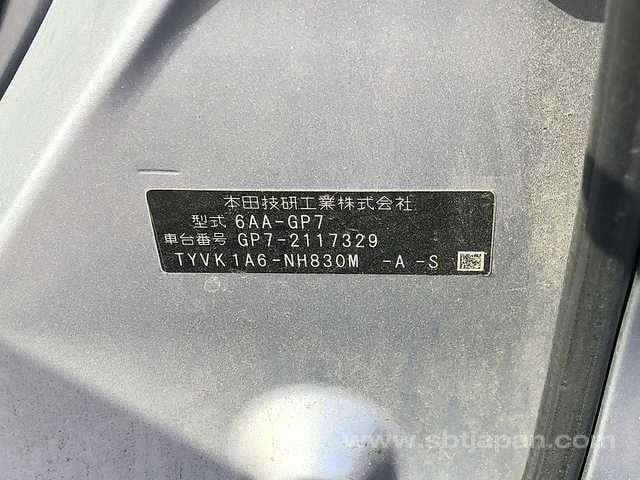 本田技研工業株式会社
型式 6AA-GP7
車台番号 GP7-2117329
TYVK1A6-NH830M -A -S
www.sbtjapan.com